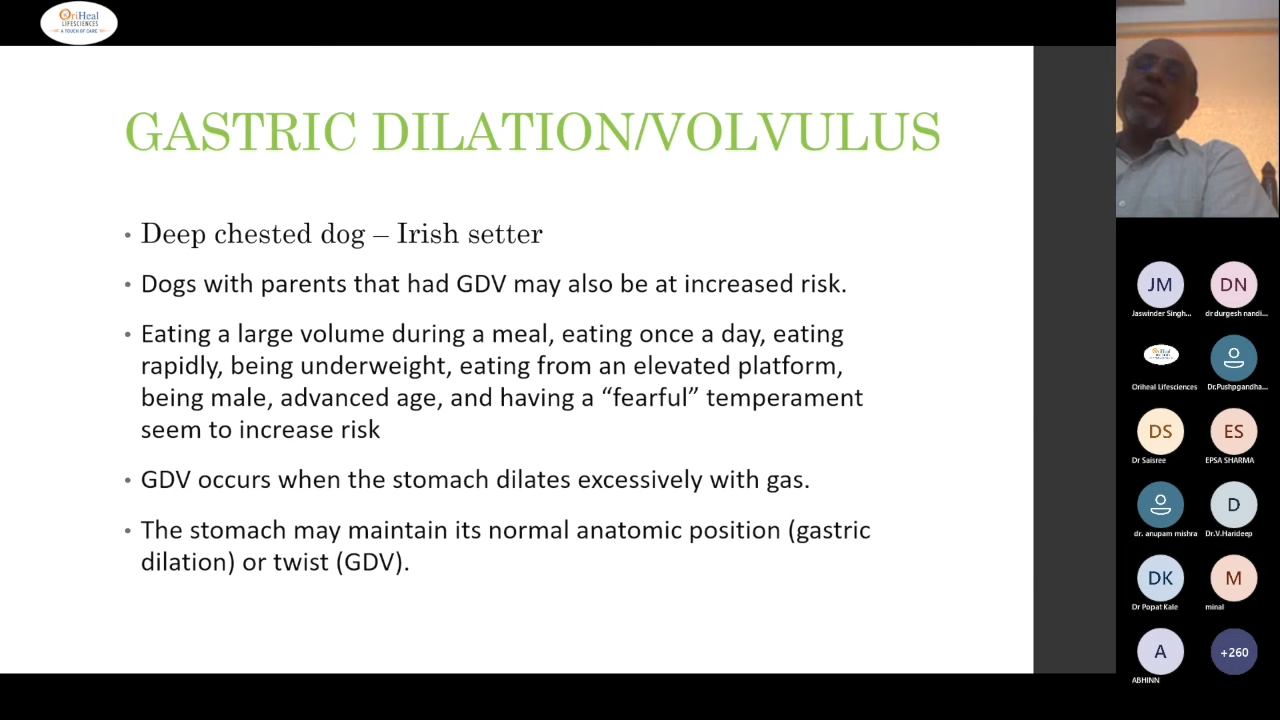 OriHeal
LIFESCIENCES
A TOUCH OF CARE
GASTRIC DILATION/VOLVULUS
• Deep chested dog – Irish setter
• Dogs with parents that had GDV may also be at increased risk.
• Eating a large volume during a meal, eating once a day, eating
rapidly, being underweight, eating from an elevated platform,
being male, advanced age, and having a “fearful” temperament
seem to increase risk
• GDV occurs when the stomach dilates excessively with gas.
• The stomach may maintain its normal anatomic position (gastric
dilation) or twist (GDV).
JM
DN
Jaswinder Singh...
dr durgesh nandi...
Oriheal Lifesciences
Dr.Pushpgandha...
DS
ES
Dr Saisree
EPSA SHARMA
D
dr. anupam mishra
Dr.V.Harideep
DK
M
Dr Popat Kale
minal
A
+260
ABHINN